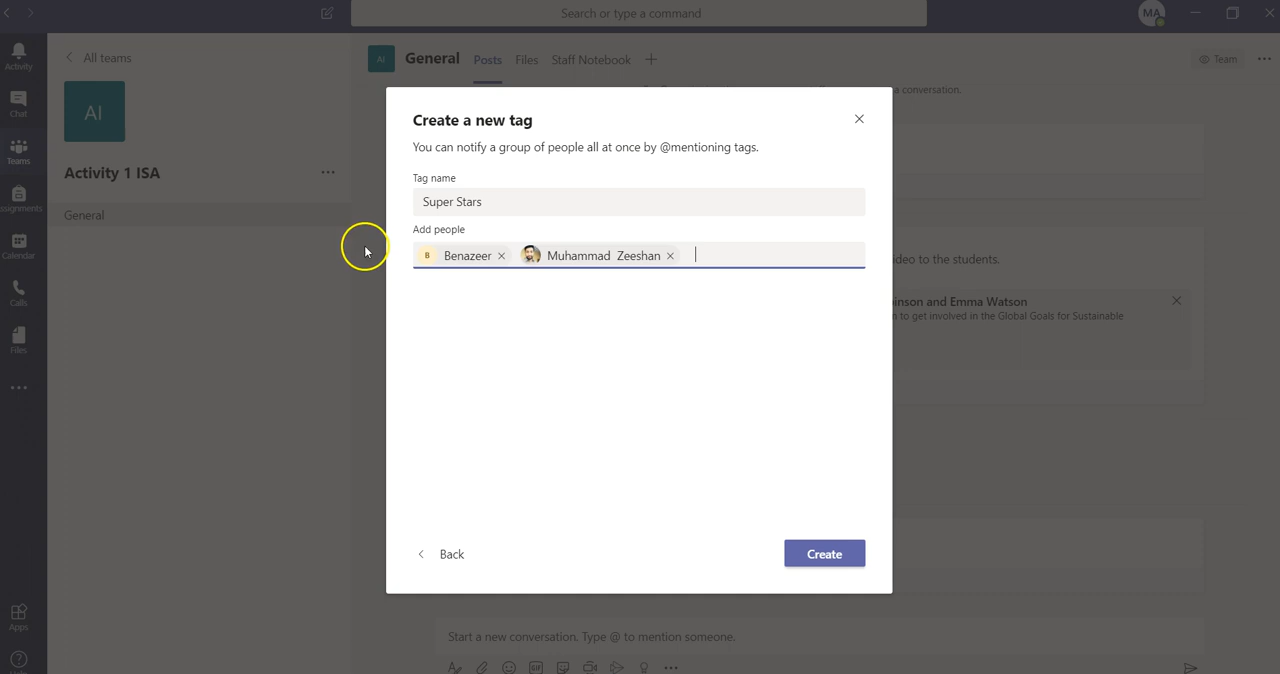 Search or type a command
MA
Activity
Chat
Teams
ssignments
Calendar
Calls
Files
Apps
All teams
AI
Activity 1 ISA
General
AI General Posts Files Staff Notebook
Team
a conversation.
Create a new tag
You can notify a group of people all at once by @mentioning tags.
Tag name
Super Stars
Add people
B Benazeer Muhammad Zeeshan
ideo to the students.
inson and Emma Watson
n to get involved in the Global Goals for Sustainable
Back
Create
Start a new conversation. Type @ to mention someone.
GIF